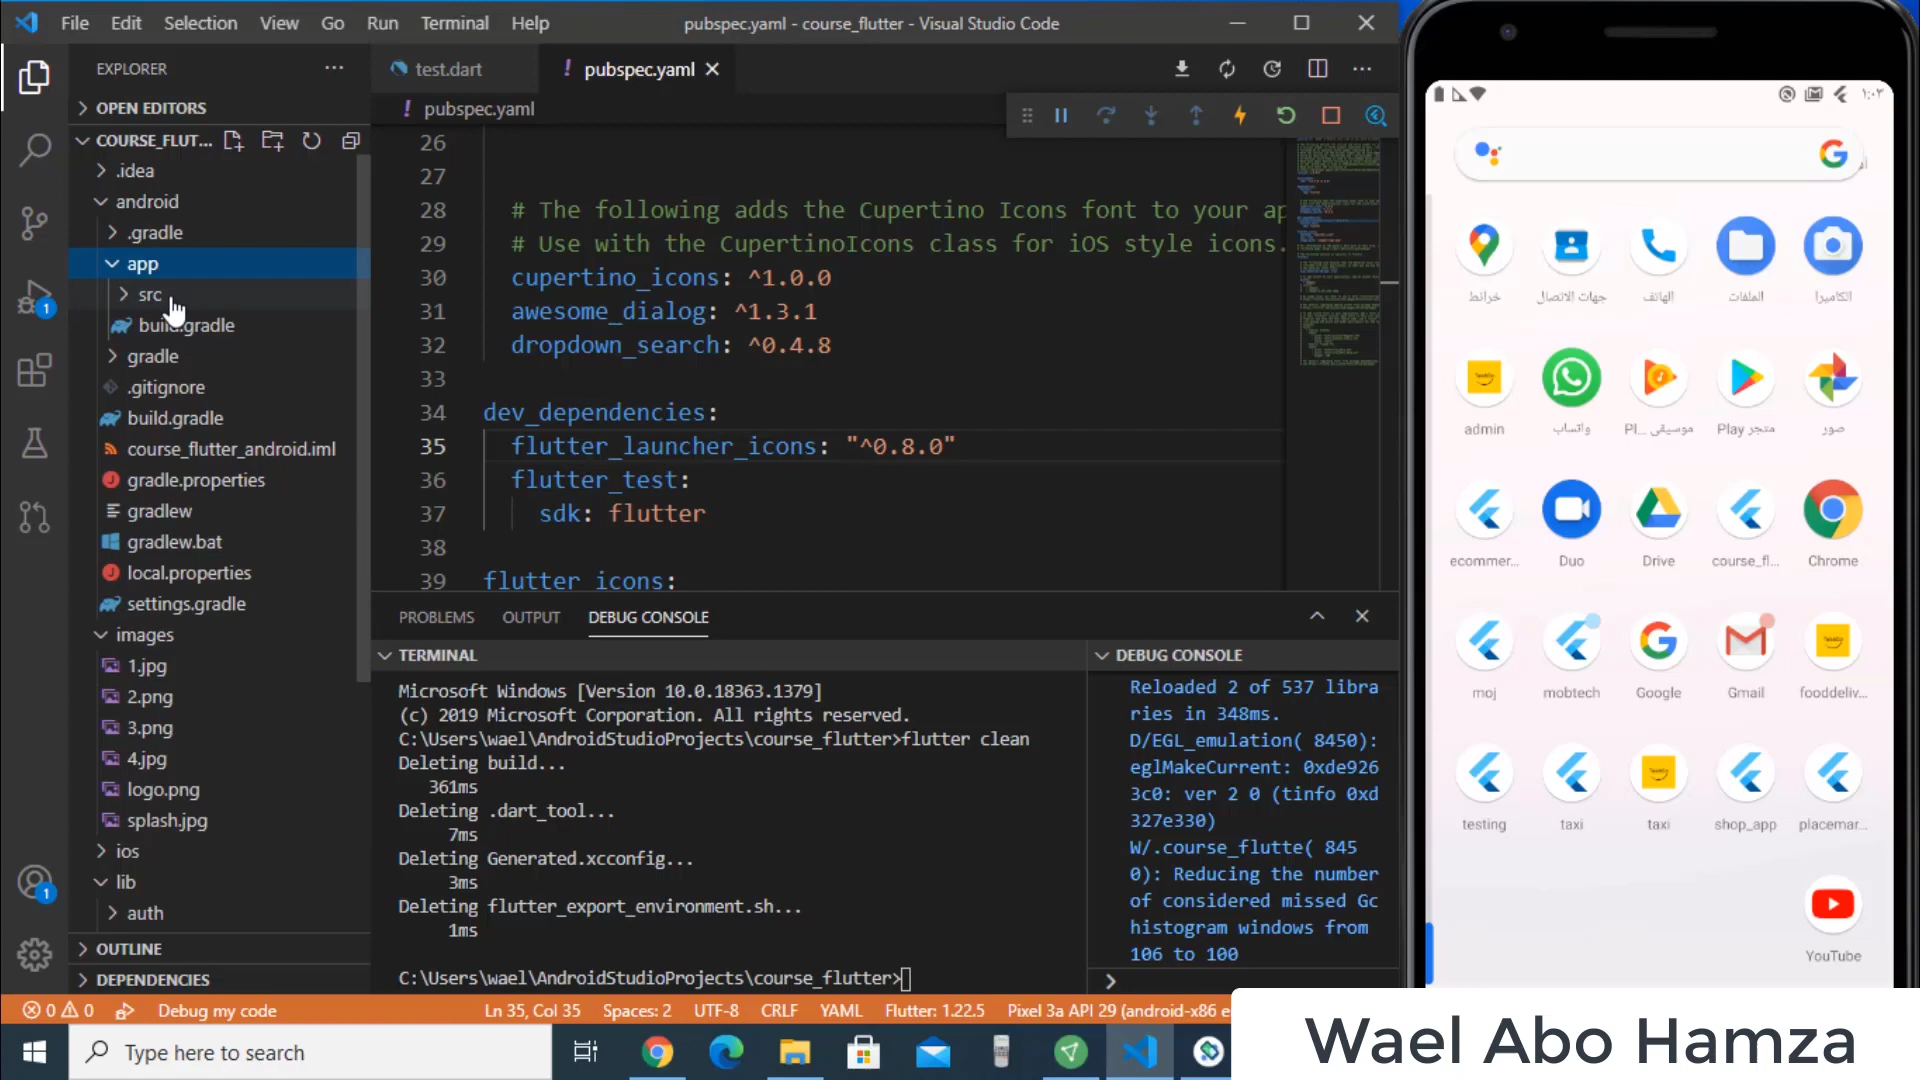 File Edit Selection View Go Run Terminal Help
pubspec.yaml - course_flutter - Visual Studio Code
EXPLORER
OPEN EDITORS
COURSE_FLUT...
.idea
android
.gradle
app
src
build.gradle
gradle
.gitignore
build.gradle
course_flutter_android.iml
gradle.properties
gradlew
gradlew.bat
local.properties
settings.gradle
images
1.jpg
2.png
3.png
4.jpg
logo.png
splash.jpg
ios
lib
auth
OUTLINE
DEPENDENCIES
test.dart
! pubspec.yaml
! pubspec.yaml
26
27
28 # The following adds the Cupertino Icons font to your ap
29 # Use with the CupertinoIcons class for iOS style icons.
30 cupertino_icons: ^1.0.0
31 awesome_dialog: ^1.3.1
32 dropdown_search: ^0.4.8
33
34 dev_dependencies:
35 flutter_launcher_icons: "^0.8.0"
36 flutter_test:
37 sdk: flutter
38
39 flutter_icons:
PROBLEMS OUTPUT DEBUG CONSOLE
TERMINAL
Microsoft Windows [Version 10.0.18363.1379]
(c) 2019 Microsoft Corporation. All rights reserved.
C:\Users\wael\AndroidStudioProjects\course_flutter>flutter clean
Deleting build...
361ms
Deleting .dart_tool...
7ms
Deleting Generated.xcconfig...
3ms
Deleting flutter_export_environment.sh...
1ms
C:\Users\wael\AndroidStudioProjects\course_flutter>
DEBUG CONSOLE
Reloaded 2 of 537 libra
ries in 348ms.
D/EGL_emulation( 8450):
eglMakeCurrent: 0xde926
3c0: ver 2 0 (tinfo 0xd
327e330)
W/.course_flutte( 845
0): Reducing the number
of considered missed Gc
histogram windows from
106 to 100
1
1
0 0 Debug my code Ln 35, Col 35 Spaces: 2 UTF-8 CRLF YAML Flutter: 1.22.5 Pixel 3a API 29 (android-x86 e
Type here to search
١:٠٣
خرائط جهات الاتصال الهاتف الملفات الكاميرا
admin واتساب موسيقى Pl... متجر Play صور
ecommer... Duo Drive course_fl... Chrome
moj mobtech Google Gmail fooddeliv...
testing taxi taxi shop_app placemar...
YouTube
Wael Abo Hamza